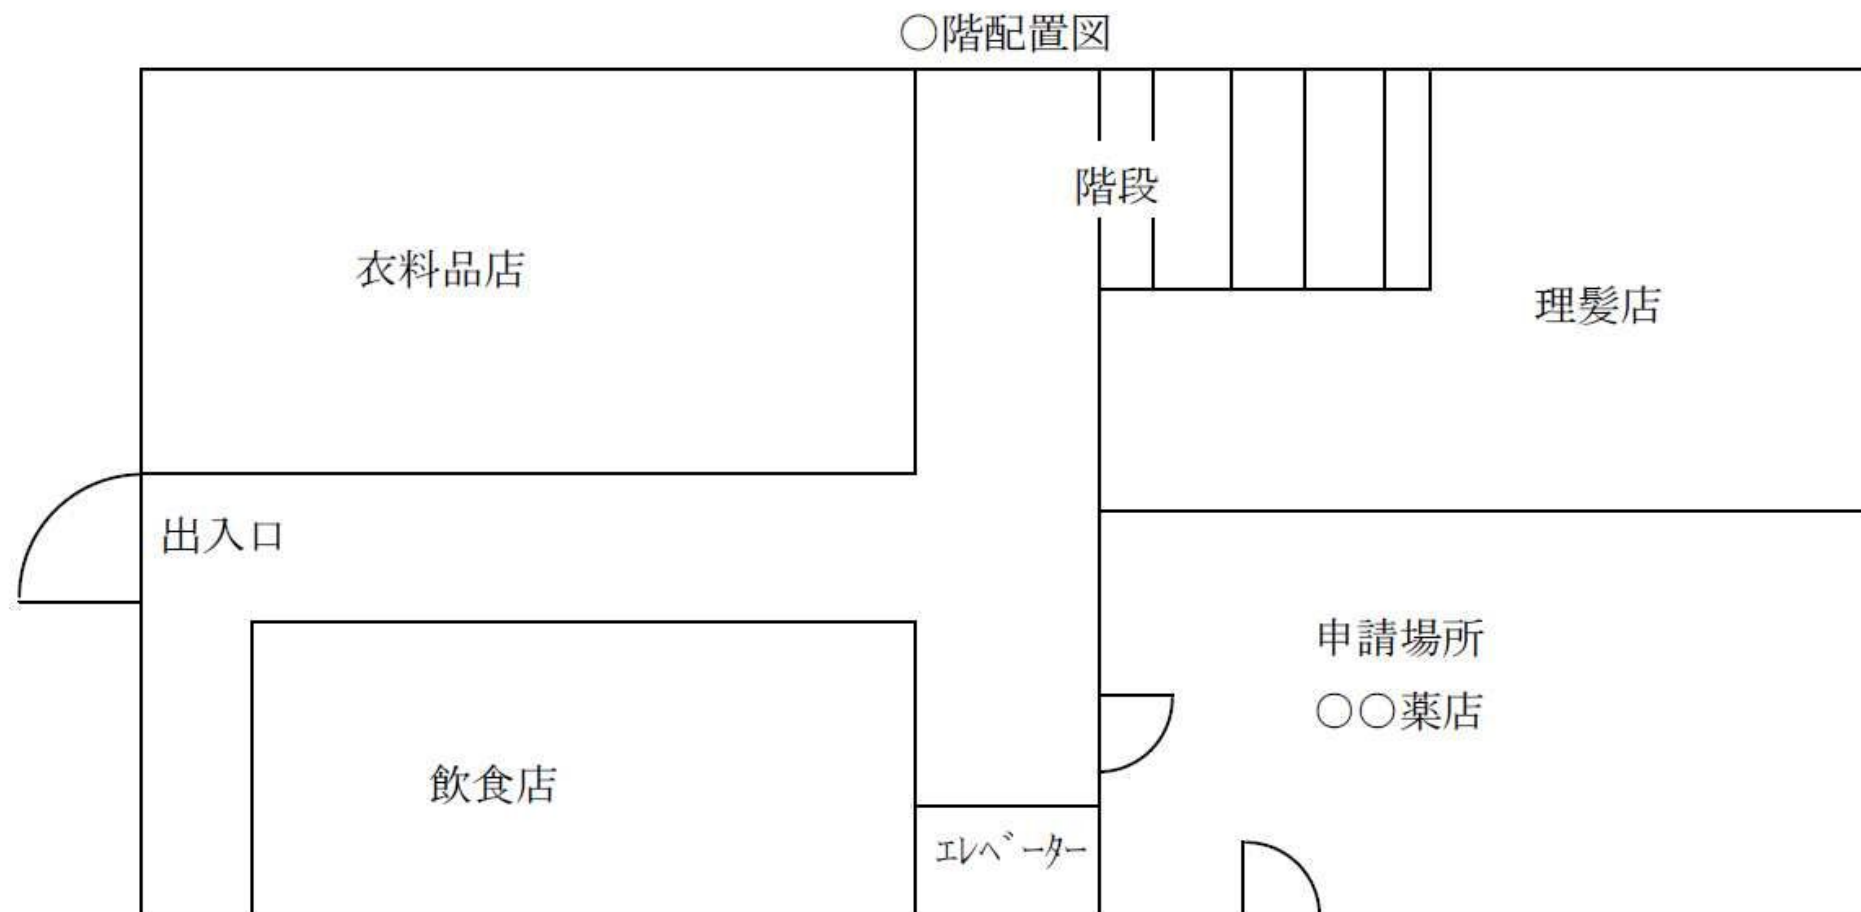 ○階配置図
階段
衣料品店
理髪店
出入口
申請場所
○○薬店
飲食店
ｴﾚﾍﾞｰﾀｰ